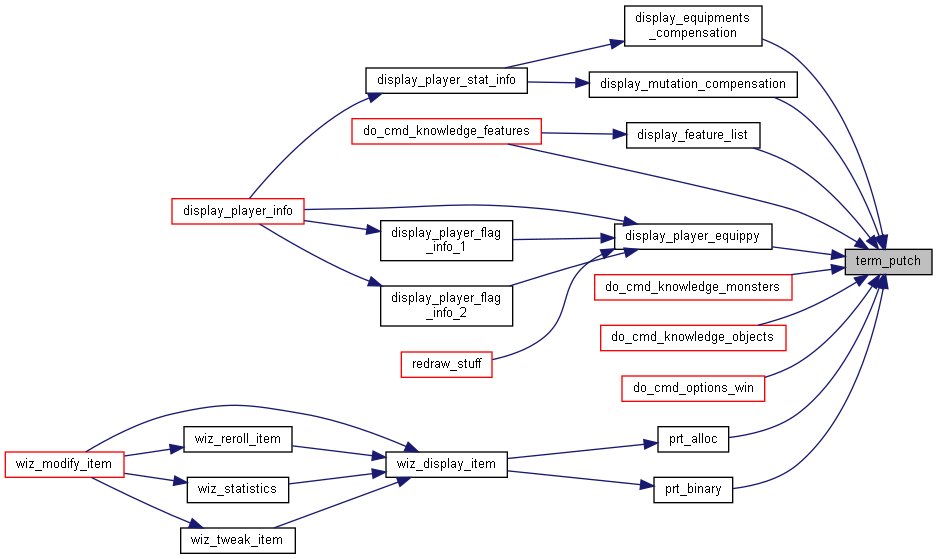 display_equipments
_compensation
display_player_stat_info
display_mutation_compensation
do_cmd_knowledge_features
display_feature_list
display_player_info
display_player_flag
_info_1
display_player_equippy
term_putch
display_player_flag
_info_2
do_cmd_knowledge_monsters
do_cmd_knowledge_objects
redraw_stuff
do_cmd_options_win
wiz_reroll_item
prt_alloc
wiz_modify_item
wiz_display_item
wiz_statistics
prt_binary
wiz_tweak_item